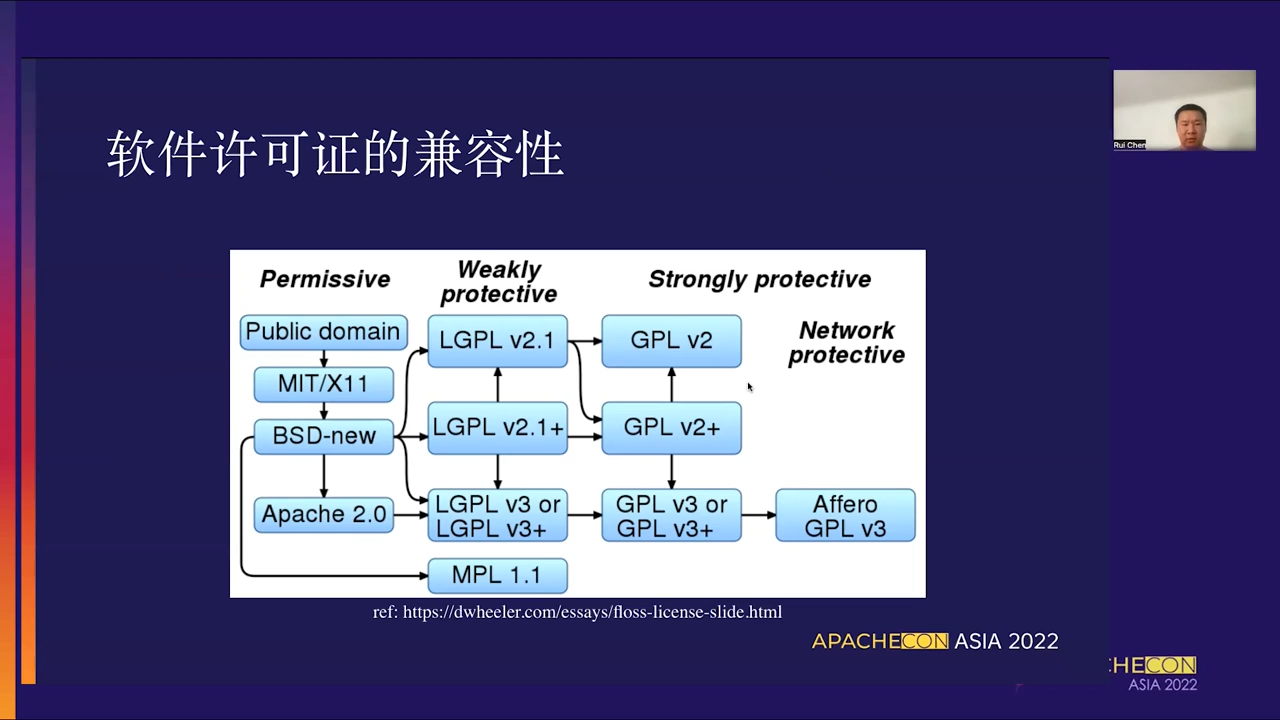 软件许可证的兼容性
Rui Chen
Permissive
Weakly
protective
Strongly protective
Network
protective
Public domain
MIT/X11
BSD-new
Apache 2.0
LGPL v2.1
LGPL v2.1+
LGPL v3 or
LGPL v3+
MPL 1.1
GPL v2
GPL v2+
GPL v3 or
GPL v3+
Affero
GPL v3
ref: https://dwheeler.com/essays/floss-license-slide.html
APACHECON ASIA 2022
CHECON
ASIA 2022